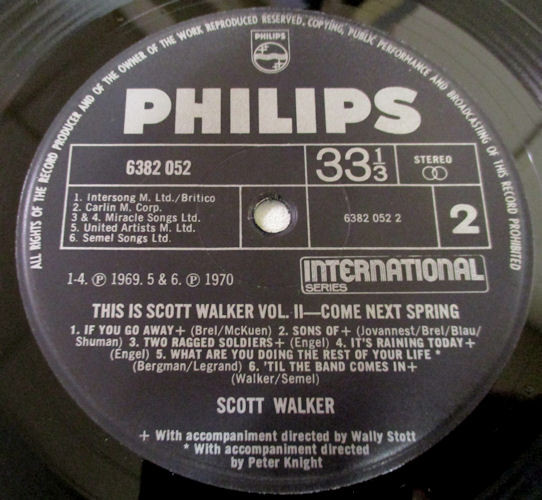 ALL RIGHTS OF THE RECORD PRODUCER AND OF THE OWNER OF THE WORK REPRODUCED RESERVED. COPYING, PUBLIC PERFORMANCE AND BROADCASTING OF THIS RECORD PROHIBITED
PHILIPS
PHILIPS
6382 052
33 1/3
STEREO
1. Intersong M. Ltd./Britico
2. Carlin M. Corp.
3 & 4. Miracle Songs Ltd.
5. United Artists M. Ltd.
6. Semel Songs Ltd.
6382 052 2
2
1-4. Ⓟ 1969. 5 & 6. Ⓟ 1970
INTERNATIONAL
SERIES
THIS IS SCOTT WALKER VOL. II—COME NEXT SPRING
1. IF YOU GO AWAY+ (Brel/McKuen) 2. SONS OF+ (Jovannest/Brel/Blau/
Shuman) 3. TWO RAGGED SOLDIERS+ (Engel) 4. IT'S RAINING TODAY+
(Engel) 5. WHAT ARE YOU DOING THE REST OF YOUR LIFE *
(Bergman/Legrand) 6. 'TIL THE BAND COMES IN+
(Walker/Semel)
SCOTT WALKER
+ With accompaniment directed by Wally Stott
* With accompaniment directed
by Peter Knight